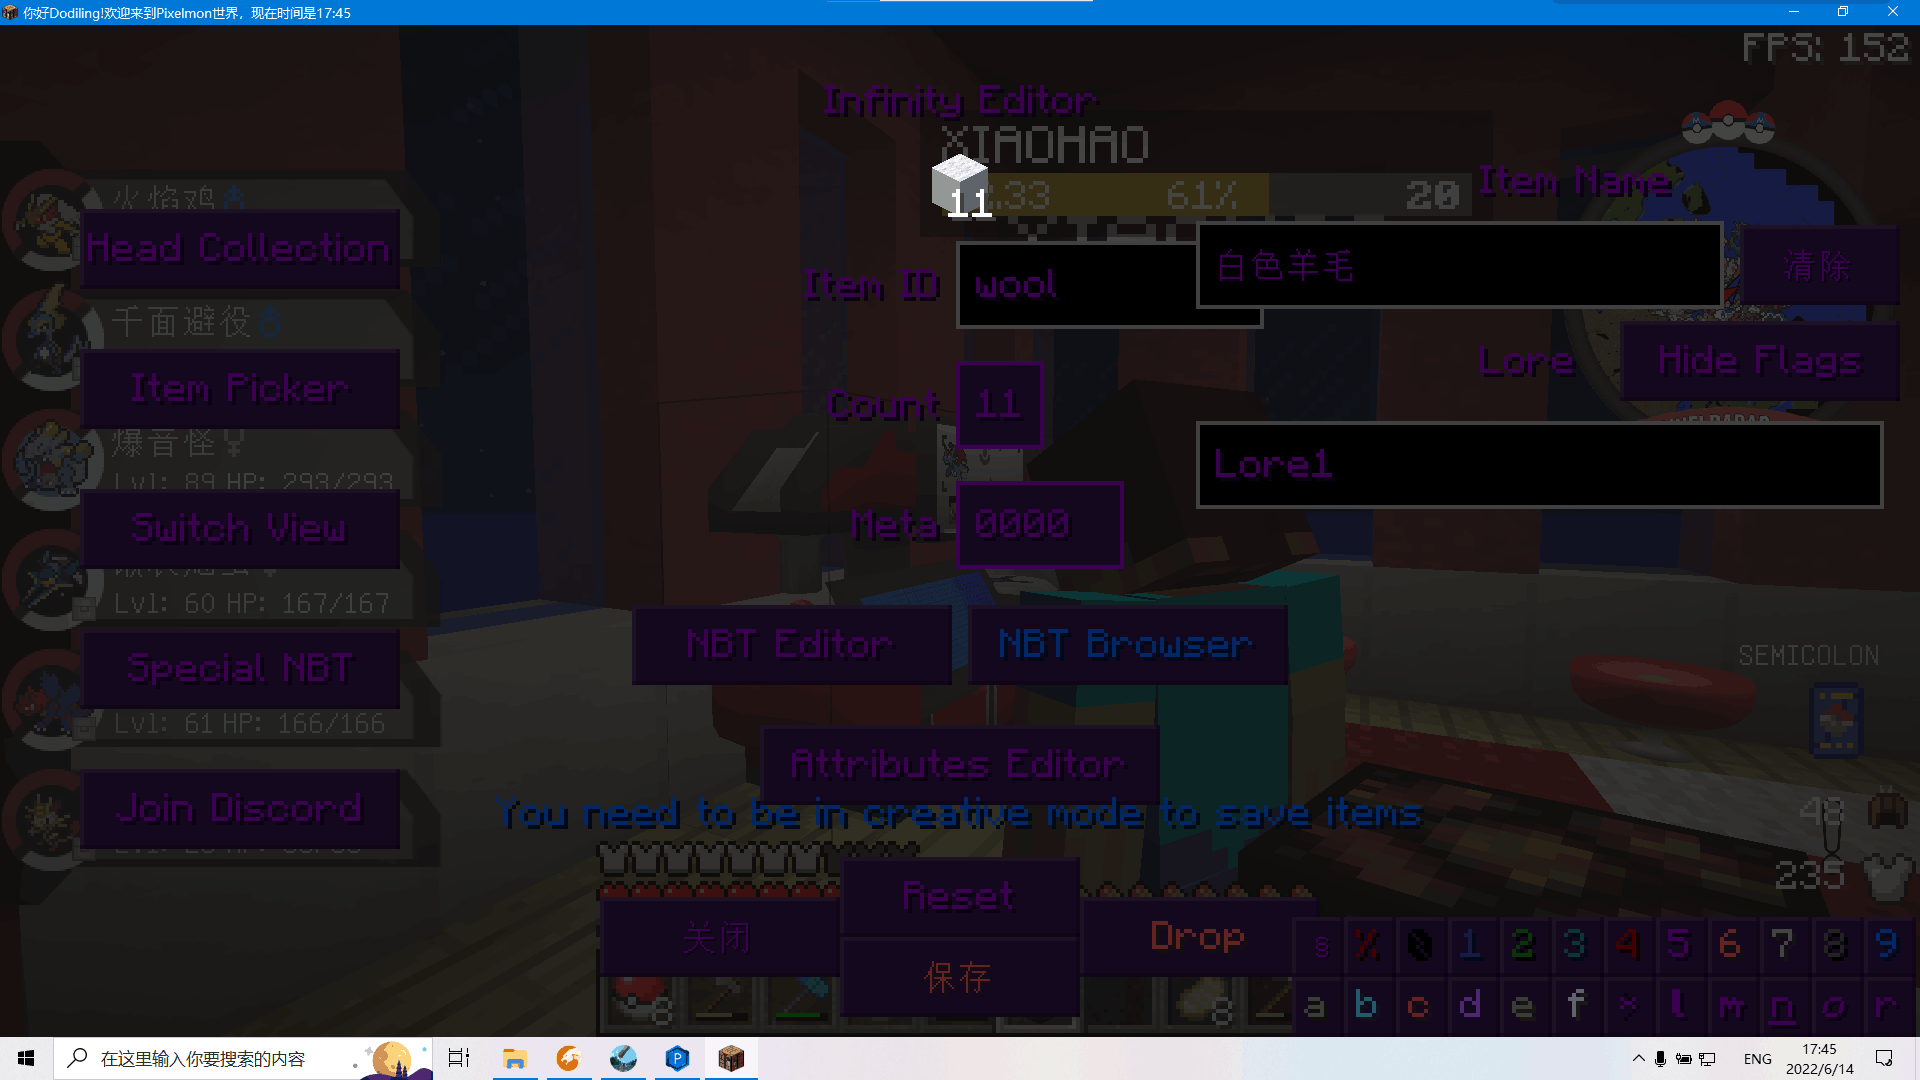 你好Dodiling!欢迎来到Pixelmon世界，现在时间是17:45
FPS: 152
Infinity Editor
XIAOHAO
.33 61% 20
11
Item Name
火焰鸡
Head Collection
Item ID
wool
白色羊毛
清除
千面避役
Item Picker
Lore
Hide Flags
Count
11
爆音怪
Lvl: 89 HP: 293/293
Lore1
Switch View
Meta
0000
Lvl: 60 HP: 167/167
NBT Editor
NBT Browser
SEMICOLON
Special NBT
Lvl: 61 HP: 166/166
Attributes Editor
Join Discord
You need to be in creative mode to save items
48
235
Reset
关闭
Drop
保存
8
8
§ % 0 1 2 3 4 5 6 7 8 9
a b c d e f k l m n o r
在这里输入你要搜索的内容
ENG
17:45
2022/6/14